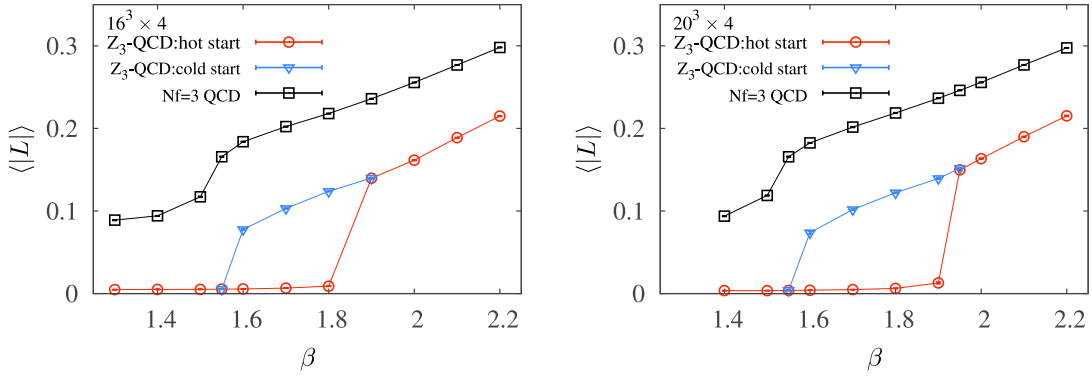 16³ × 4
Z₃-QCD:hot start
Z₃-QCD:cold start
Nf=3 QCD
⟨|L|⟩
0.3
0.2
0.1
0
1.4 1.6 1.8 2 2.2
β
20³ × 4
Z₃-QCD:hot start
Z₃-QCD:cold start
Nf=3 QCD
⟨|L|⟩
0.3
0.2
0.1
0
1.4 1.6 1.8 2 2.2
β